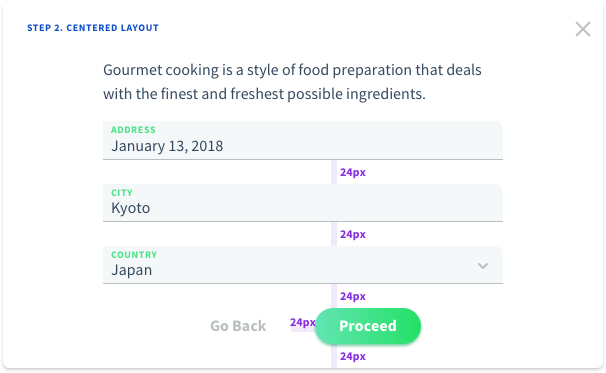 STEP 2. CENTERED LAYOUT
Gourmet cooking is a style of food preparation that deals
with the finest and freshest possible ingredients.
ADDRESS
January 13, 2018
24px
CITY
Kyoto
24px
COUNTRY
Japan
24px
Go Back 24px Proceed
24px